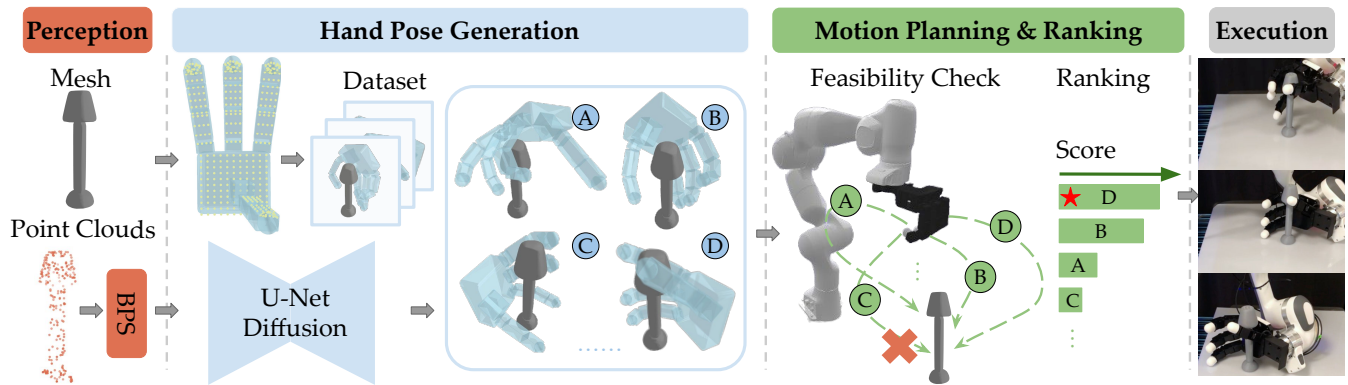 Perception
Hand Pose Generation
Motion Planning & Ranking
Execution
Mesh
Point Clouds
BPS
Dataset
U-Net
Diffusion
A
B
C
D
......
Feasibility Check
A
D
B
C
Ranking
Score
D
B
A
C